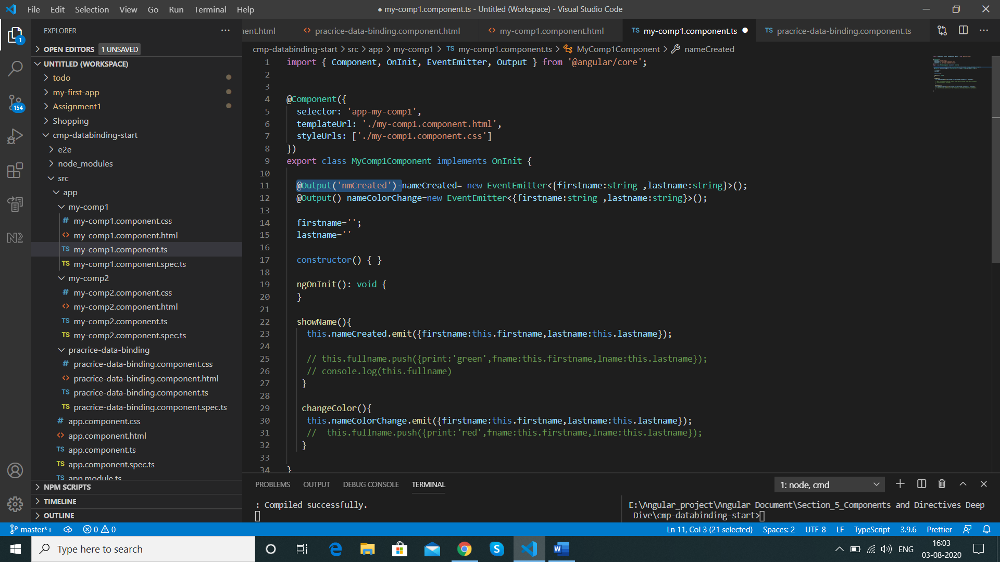 File Edit Selection View Go Run Terminal Help
● my-comp1.component.ts - Untitled (Workspace) - Visual Studio Code
EXPLORER
1
154
OPEN EDITORS 1 UNSAVED
UNTITLED (WORKSPACE)
todo
my-first-app
Assignment1
Shopping
cmp-databinding-start
e2e
node_modules
src
app
my-comp1
# my-comp1.component.css
<> my-comp1.component.html
TS my-comp1.component.ts
TS my-comp1.component.spec.ts
my-comp2
# my-comp2.component.css
<> my-comp2.component.html
TS my-comp2.component.ts
TS my-comp2.component.spec.ts
pracrice-data-binding
# pracrice-data-binding.component.css
<> pracrice-data-binding.component.html
TS pracrice-data-binding.component.ts
TS pracrice-data-binding.component.spec.ts
# app.component.css
<> app.component.html
TS app.component.ts
TS app.component.spec.ts
TS app.module.ts
NPM SCRIPTS
TIMELINE
OUTLINE
nent.html
<> pracrice-data-binding.component.html
<> my-comp1.component.html
TS my-comp1.component.ts ●
TS pracrice-data-binding.component.ts
cmp-databinding-start > src > app > my-comp1 > TS my-comp1.component.ts > MyComp1Component > nameCreated
1 import { Component, OnInit, EventEmitter, Output } from '@angular/core';
2
3
4 @Component({
5 selector: 'app-my-comp1',
6 templateUrl: './my-comp1.component.html',
7 styleUrls: ['./my-comp1.component.css']
8 })
9 export class MyComp1Component implements OnInit {
10
11 @Output('nmCreated') nameCreated= new EventEmitter<{firstname:string ,lastname:string}>();
12 @Output() nameColorChange=new EventEmitter<{firstname:string ,lastname:string}>();
13
14 firstname='';
15 lastname=''
16
17 constructor() { }
18
19 ngOnInit(): void {
20 }
21
22 showName(){
23 this.nameCreated.emit({firstname:this.firstname,lastname:this.lastname});
24
25 // this.fullname.push({print:'green',fname:this.firstname,lname:this.lastname});
26 // console.log(this.fullname)
27 }
28
29 changeColor(){
30 this.nameColorChange.emit({firstname:this.firstname,lastname:this.lastname});
31 // this.fullname.push({print:'red',fname:this.firstname,lname:this.lastname});
32 }
33
34 }
PROBLEMS OUTPUT DEBUG CONSOLE TERMINAL
1: node, cmd
: Compiled successfully.
E:\Angular_project\Angular Document\Section_5_Components and Directives Deep
Dive\cmp-databinding-start>
master*+ 0 0
Ln 11, Col 3 (21 selected) Spaces: 2 UTF-8 LF TypeScript 3.9.6 Prettier
Type here to search
ENG
16:03
03-08-2020